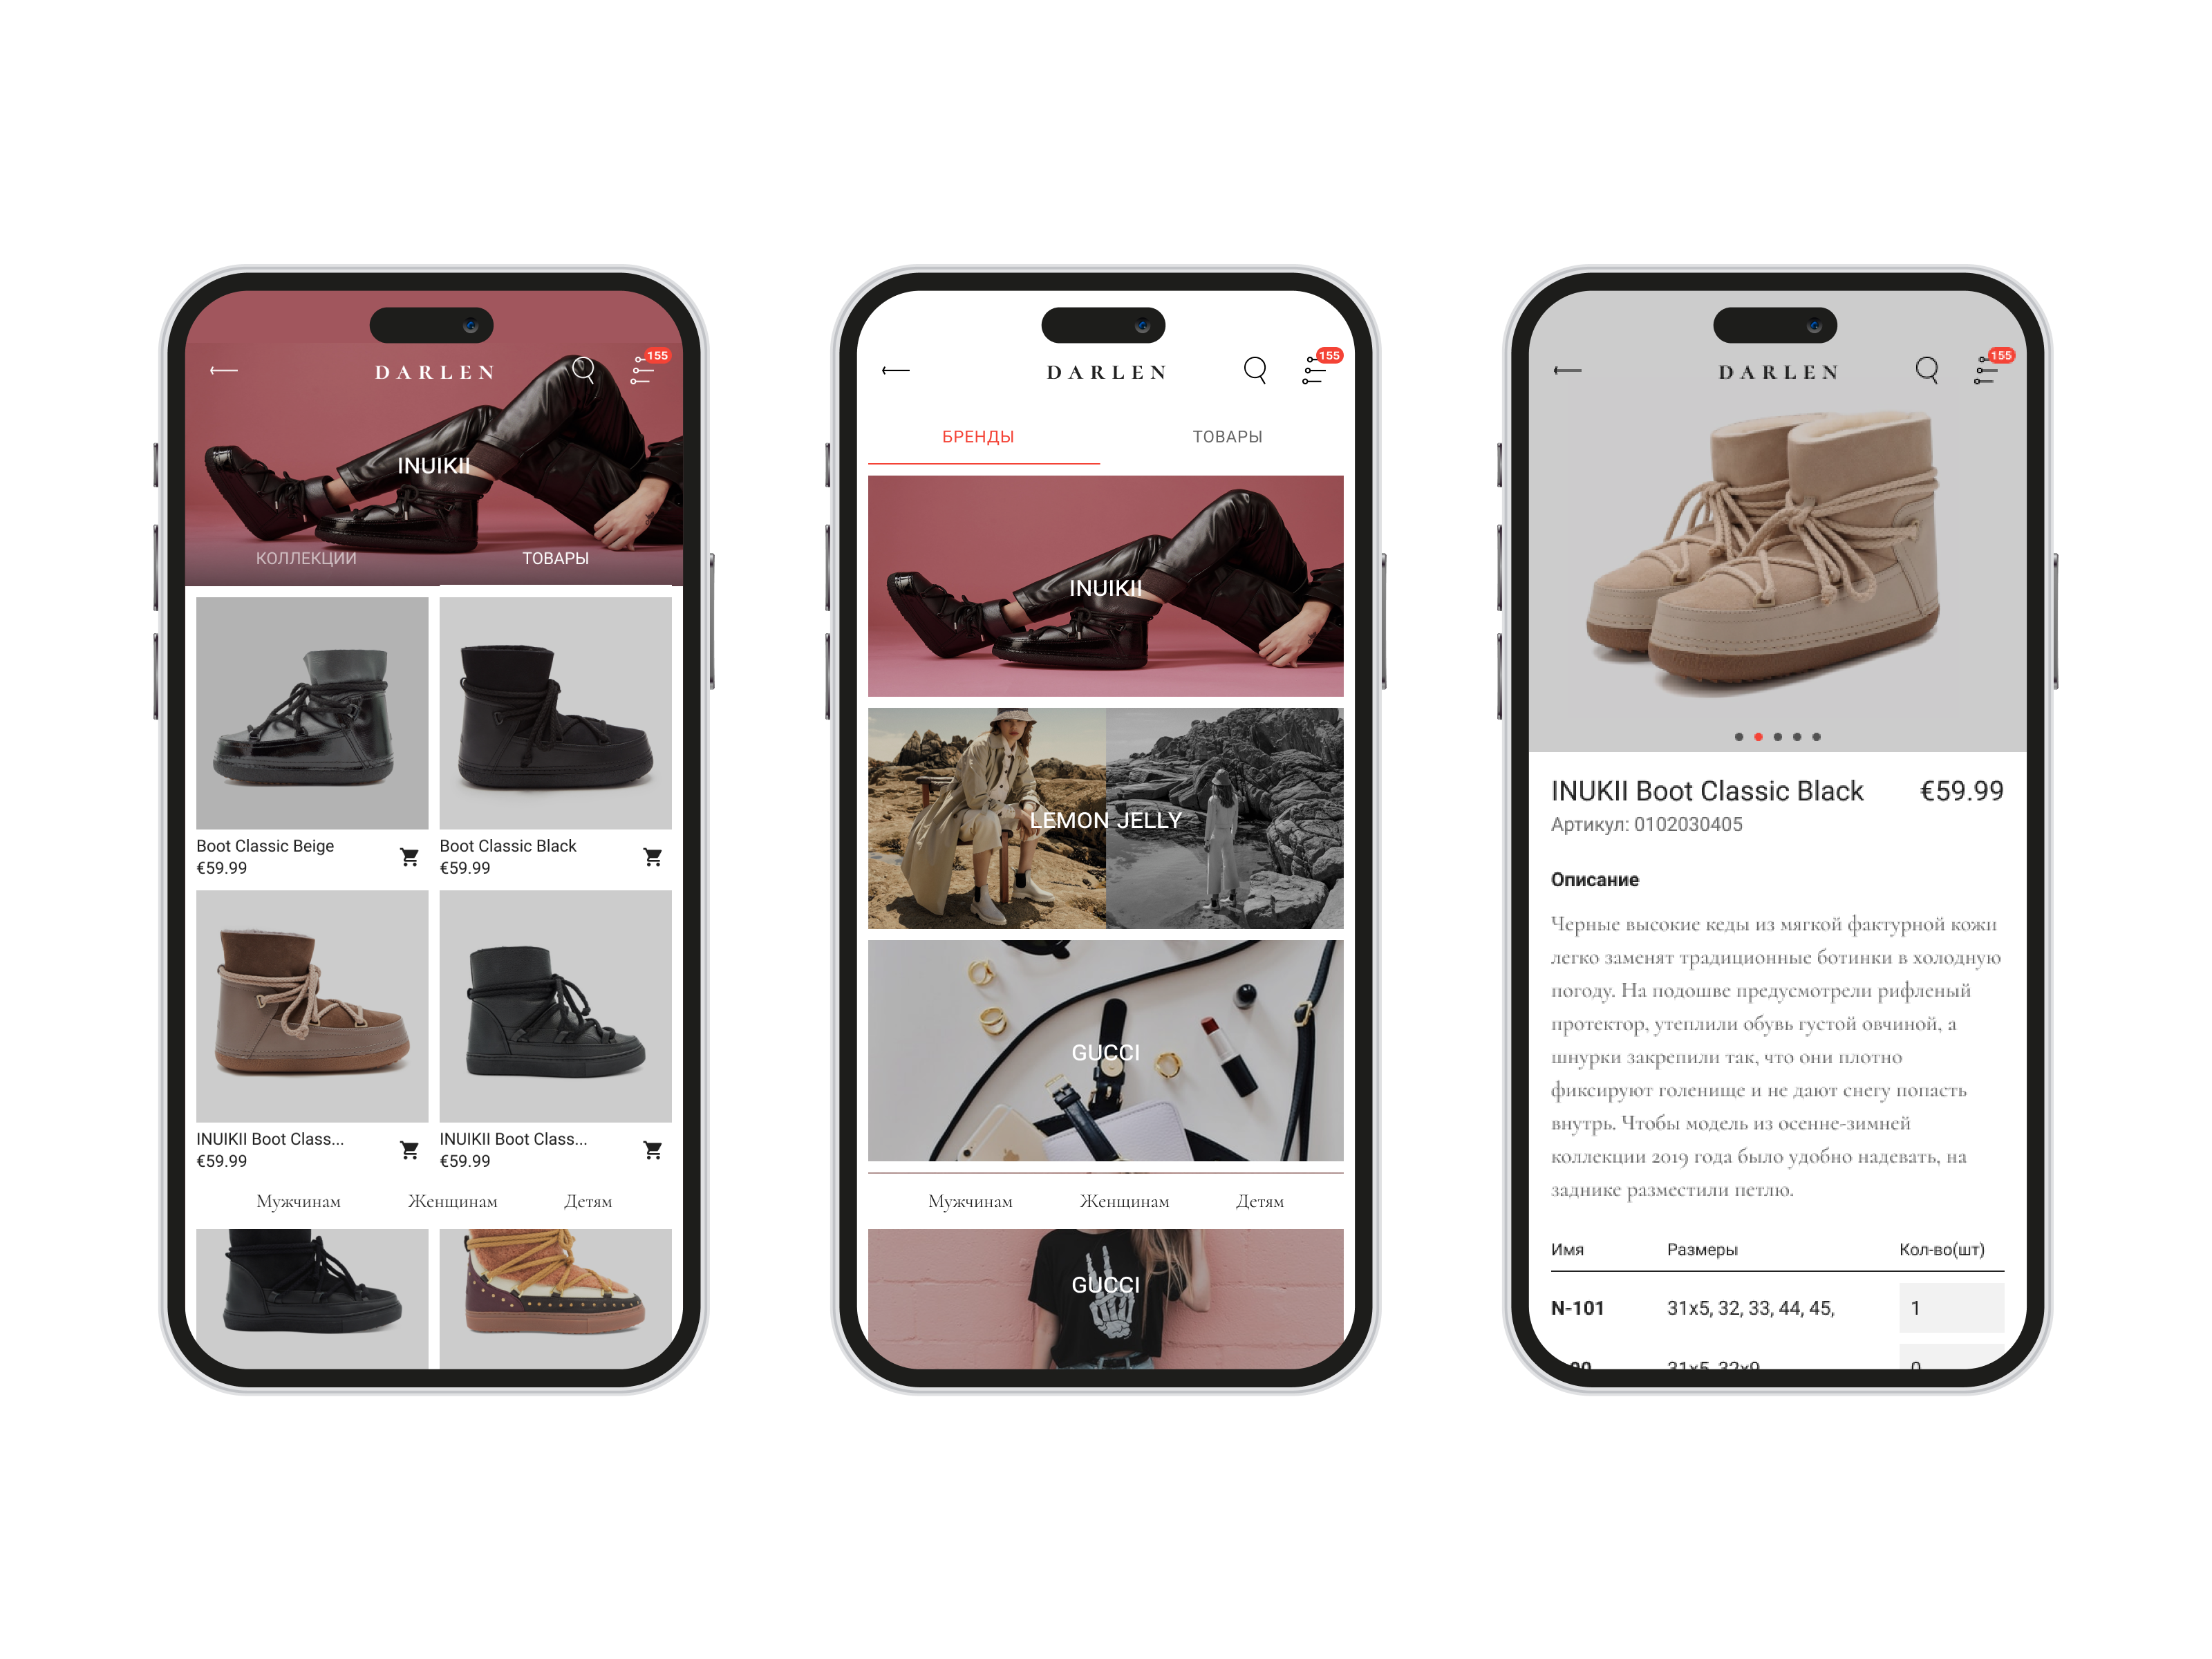 155
DARLEN
INUIKII
КОЛЛЕКЦИИ ТОВАРЫ
Boot Classic Beige
€59.99
Boot Classic Black
€59.99
INUIKII Boot Class...
€59.99
INUIKII Boot Class...
€59.99
Мужчинам Женщинам Детям
155
DARLEN
БРЕНДЫ ТОВАРЫ
INUIKII
LEMON JELLY
GUCCI
Мужчинам Женщинам Детям
GUCCI
155
DARLEN
INUKII Boot Classic Black €59.99
Артикул: 0102030405
Описание
Черные высокие кеды из мягкой фактурной кожи
легко заменят традиционные ботинки в холодную
погоду. На подошве предусмотрели рифленый
протектор, утеплили обувь густой овчиной, а
шнурки закрепили так, что они плотно
фиксируют голенище и не дают снегу попасть
внутрь. Чтобы модель из осенне-зимней
коллекции 2019 года было удобно надевать, на
заднике разместили петлю.
Имя Размеры Кол-во(шт)
N-101 31x5, 32, 33, 44, 45, 1